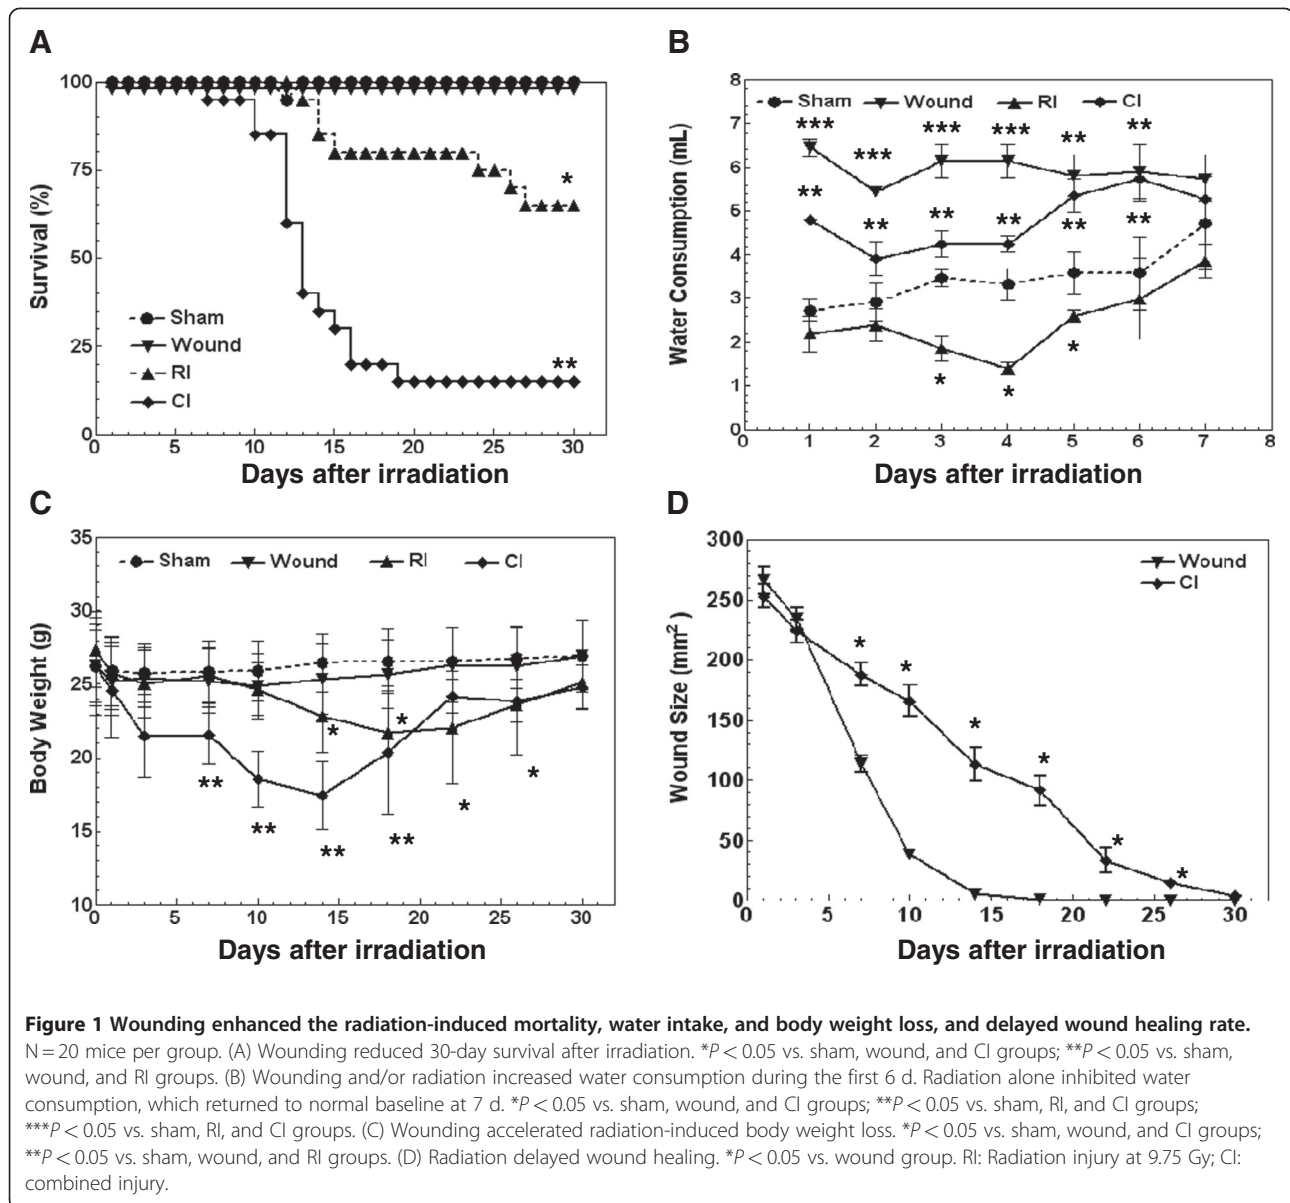 A
100
75
50
25
0
Survival (%)
Sham
Wound
RI
CI
*
**
0 5 10 15 20 25 30
Days after irradiation
B
8
7
6
5
4
3
2
1
0
Water Consumption (mL)
Sham Wound RI CI
*** *** *** *** ** **
** ** ** ** ** **
* * *
0 1 2 3 4 5 6 7 8
Days after irradiation
C
35
30
25
20
15
10
Body Weight (g)
Sham Wound RI CI
* *
** ** ** ** * *
0 5 10 15 20 25 30
Days after irradiation
D
300
250
200
150
100
50
0
Wound Size (mm²)
Wound
CI
* * * * * *
0 5 10 15 20 25 30
Days after irradiation
Figure 1 Wounding enhanced the radiation-induced mortality, water intake, and body weight loss, and delayed wound healing rate.
N = 20 mice per group. (A) Wounding reduced 30-day survival after irradiation. *P < 0.05 vs. sham, wound, and CI groups; **P < 0.05 vs. sham,
wound, and RI groups. (B) Wounding and/or radiation increased water consumption during the first 6 d. Radiation alone inhibited water
consumption, which returned to normal baseline at 7 d. *P < 0.05 vs. sham, wound, and CI groups; **P < 0.05 vs. sham, RI, and CI groups;
***P < 0.05 vs. sham, RI, and CI groups. (C) Wounding accelerated radiation-induced body weight loss. *P < 0.05 vs. sham, wound, and CI groups;
**P < 0.05 vs. sham, wound, and RI groups. (D) Radiation delayed wound healing. *P < 0.05 vs. wound group. RI: Radiation injury at 9.75 Gy; CI:
combined injury.